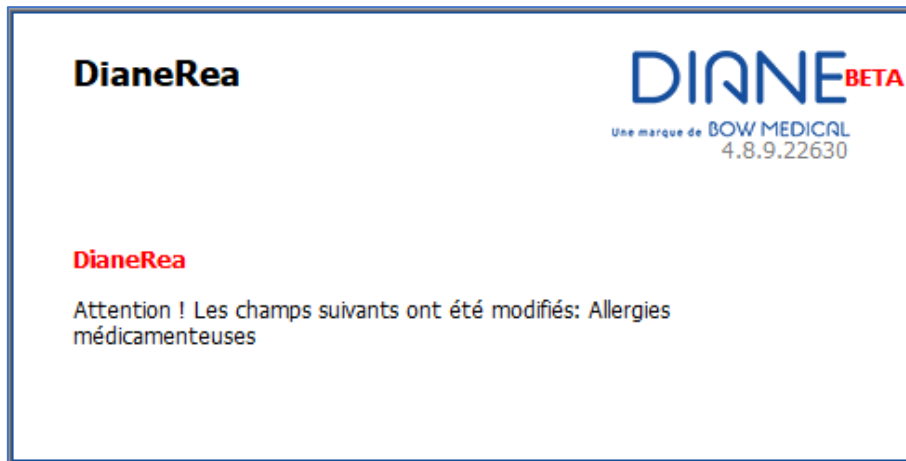 DianeRea
DIANE BETA
Une marque de BOW MEDICAL
4.8.9.22630
DianeRea
Attention ! Les champs suivants ont été modifiés: Allergies
médicamenteuses